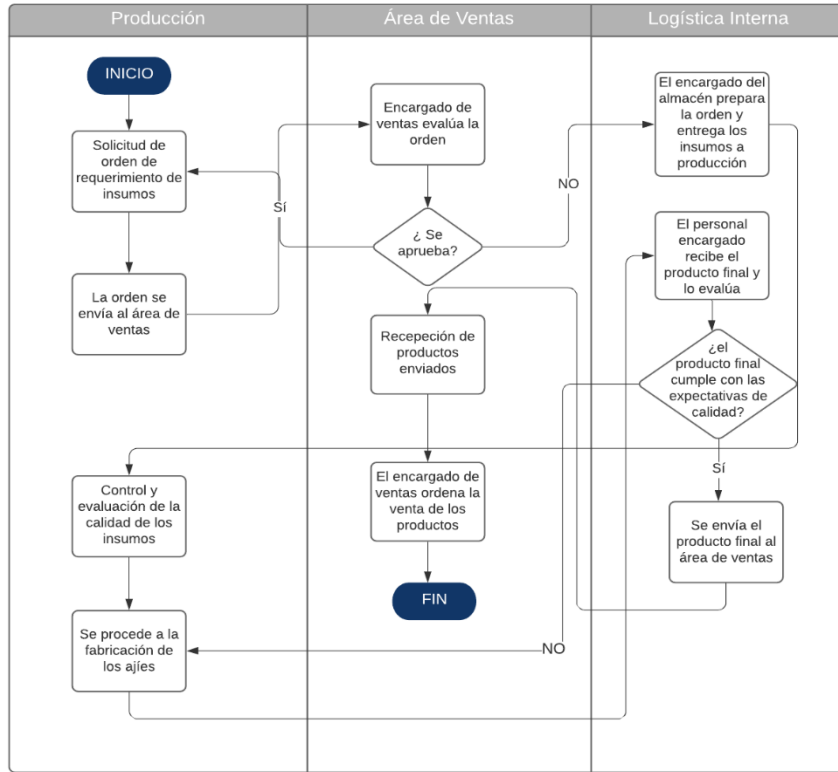 Producción
Área de Ventas
Logística Interna
INICIO
Solicitud de
orden de
requerimiento de
insumos
La orden se
envía al área de
ventas
Sí
Encargado de
ventas evalúa la
orden
¿ Se
aprueba?
NO
El encargado del
almacén prepara
la orden y
entrega los
insumos a
producción
El personal
encargado
recibe el
producto final y
lo evalúa
¿el
producto final
cumple con las
expectativas de
calidad?
Sí
Se envía el
producto final al
área de ventas
Recepeción de
productos
enviados
El encargado de
ventas ordena la
venta de los
productos
FIN
Control y
evaluación de la
calidad de los
insumos
Se procede a la
fabricación de
los ajíes
NO